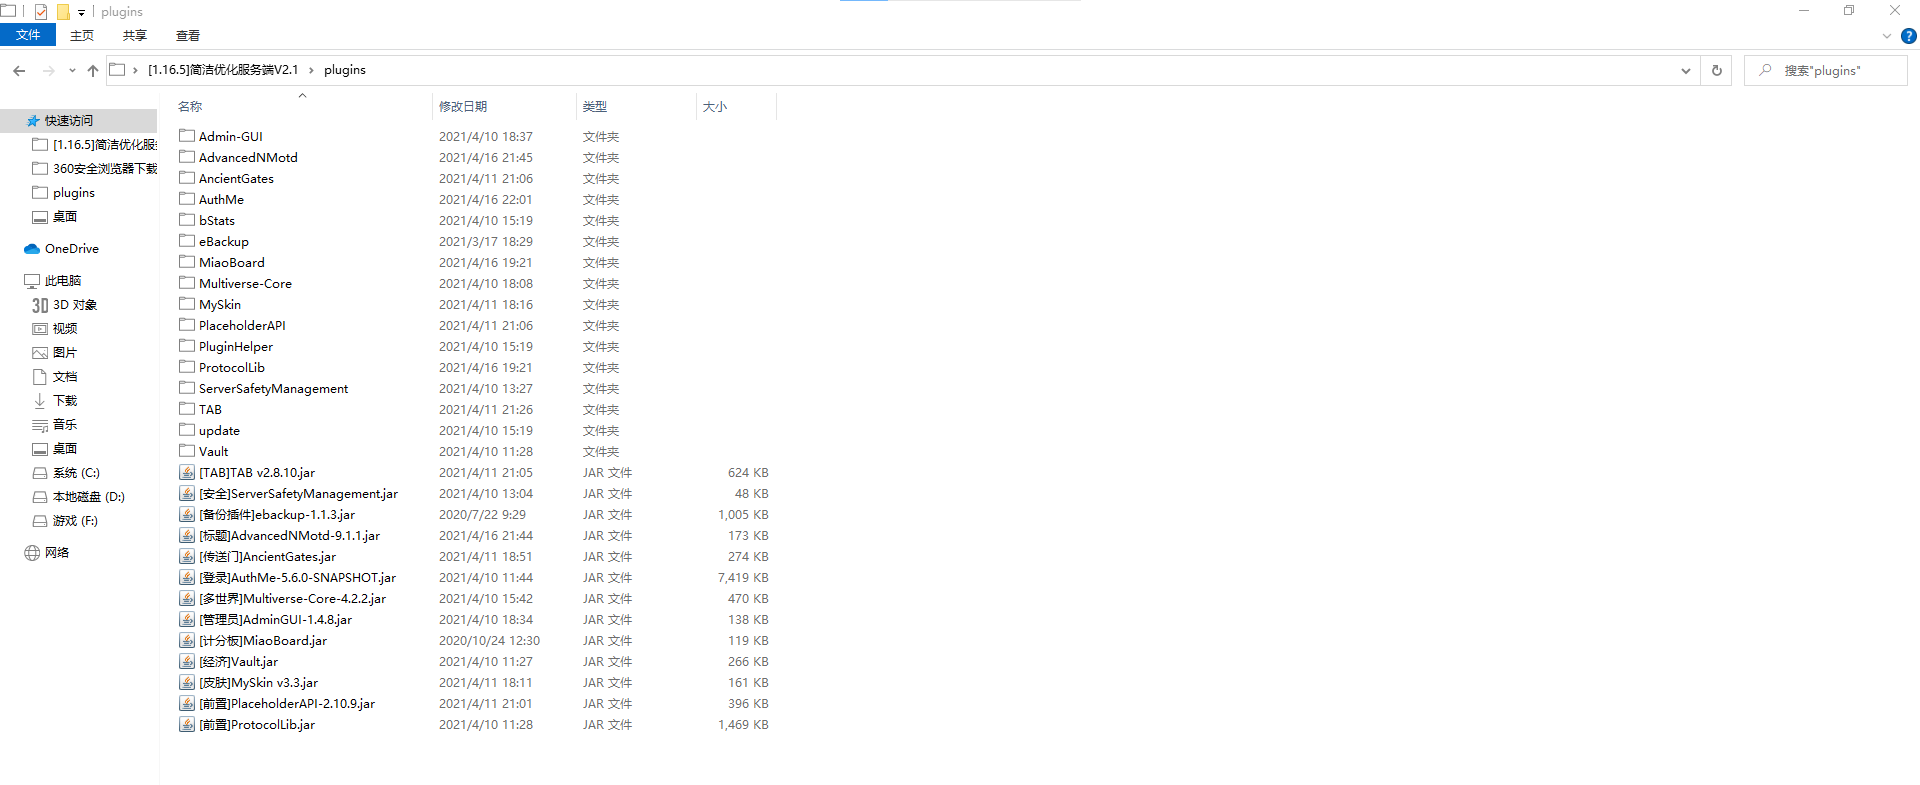 plugins
文件 主页 共享 查看
[1.16.5]简洁优化服务端V2.1 › plugins 搜索"plugins"
名称 修改日期 类型 大小
快速访问
[1.16.5]简洁优化服
360安全浏览器下载
plugins
桌面
OneDrive
此电脑
3D 对象
视频
图片
文档
下载
音乐
桌面
系统 (C:)
本地磁盘 (D:)
游戏 (F:)
网络
Admin-GUI 2021/4/10 18:37 文件夹
AdvancedNMotd 2021/4/16 21:45 文件夹
AncientGates 2021/4/11 21:06 文件夹
AuthMe 2021/4/16 22:01 文件夹
bStats 2021/4/10 15:19 文件夹
eBackup 2021/3/17 18:29 文件夹
MiaoBoard 2021/4/16 19:21 文件夹
Multiverse-Core 2021/4/10 18:08 文件夹
MySkin 2021/4/11 18:16 文件夹
PlaceholderAPI 2021/4/11 21:06 文件夹
PluginHelper 2021/4/10 15:19 文件夹
ProtocolLib 2021/4/16 19:21 文件夹
ServerSafetyManagement 2021/4/10 13:27 文件夹
TAB 2021/4/11 21:26 文件夹
update 2021/4/10 15:19 文件夹
Vault 2021/4/10 11:28 文件夹
[TAB]TAB v2.8.10.jar 2021/4/11 21:05 JAR 文件 624 KB
[安全]ServerSafetyManagement.jar 2021/4/10 13:04 JAR 文件 48 KB
[备份插件]ebackup-1.1.3.jar 2020/7/22 9:29 JAR 文件 1,005 KB
[标题]AdvancedNMotd-9.1.1.jar 2021/4/16 21:44 JAR 文件 173 KB
[传送门]AncientGates.jar 2021/4/11 18:51 JAR 文件 274 KB
[登录]AuthMe-5.6.0-SNAPSHOT.jar 2021/4/10 11:44 JAR 文件 7,419 KB
[多世界]Multiverse-Core-4.2.2.jar 2021/4/10 15:42 JAR 文件 470 KB
[管理员]AdminGUI-1.4.8.jar 2021/4/10 18:34 JAR 文件 138 KB
[计分板]MiaoBoard.jar 2020/10/24 12:30 JAR 文件 119 KB
[经济]Vault.jar 2021/4/10 11:27 JAR 文件 266 KB
[皮肤]MySkin v3.3.jar 2021/4/11 18:11 JAR 文件 161 KB
[前置]PlaceholderAPI-2.10.9.jar 2021/4/11 21:01 JAR 文件 396 KB
[前置]ProtocolLib.jar 2021/4/10 11:28 JAR 文件 1,469 KB